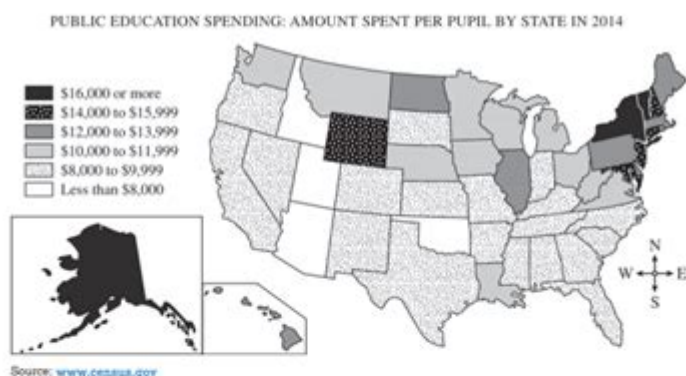 PUBLIC EDUCATION SPENDING: AMOUNT SPENT PER PUPIL BY STATE IN 2014
$16,000 or more
$14,000 to $15,999
$12,000 to $13,999
$10,000 to $11,999
$8,000 to $9,999
Less than $8,000
N
W E
S
Source: www.census.gov